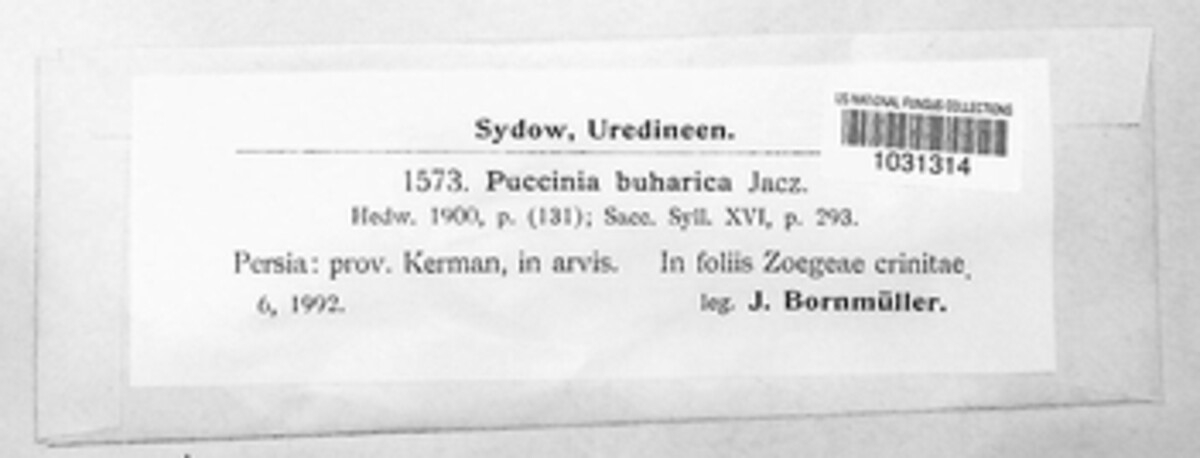 US NATIONAL FUNGUS COLLECTIONS
1031314
Sydow, Uredineen.
1573. Puccinia buharica Jacz.
Hedw. 1900, p. (131); Sacc. Syll. XVI, p. 293.
Persia: prov. Kerman, in arvis. In foliis Zoegeae crinitae.
6, 1992. leg. J. Bornmüller.